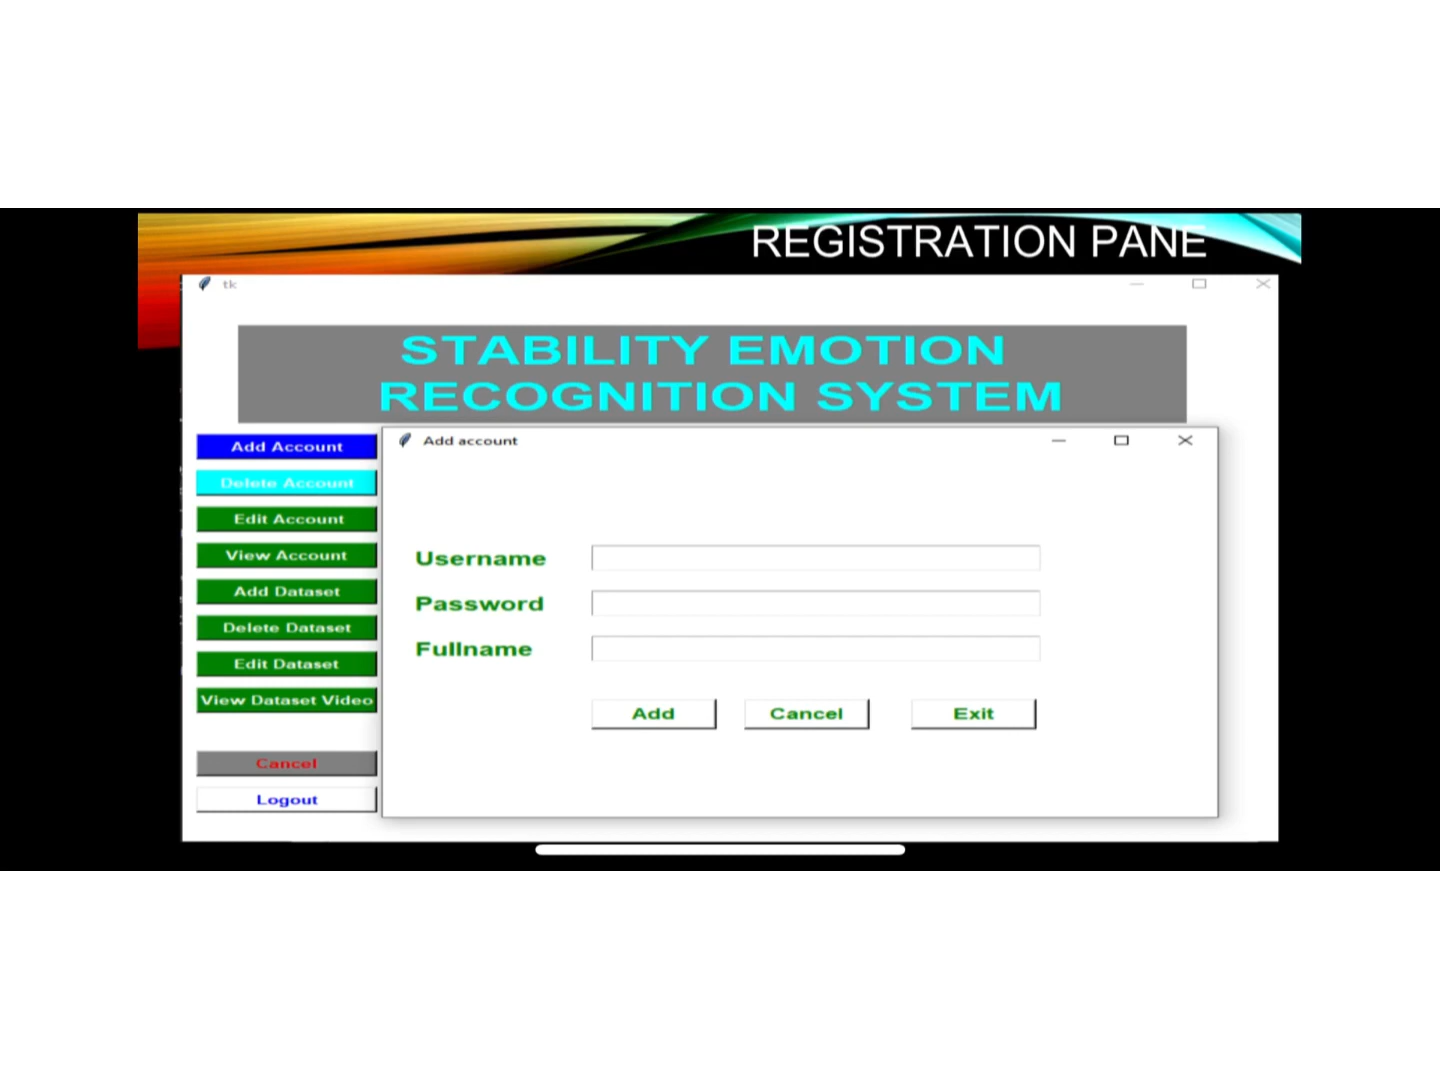 REGISTRATION PANE
tk
STABILITY EMOTION
RECOGNITION SYSTEM
Add Account
Delete Account
Edit Account
View Account
Add Dataset
Delete Dataset
Edit Dataset
View Dataset Video
Cancel
Logout
Add account
Username
Password
Fullname
Add Cancel Exit